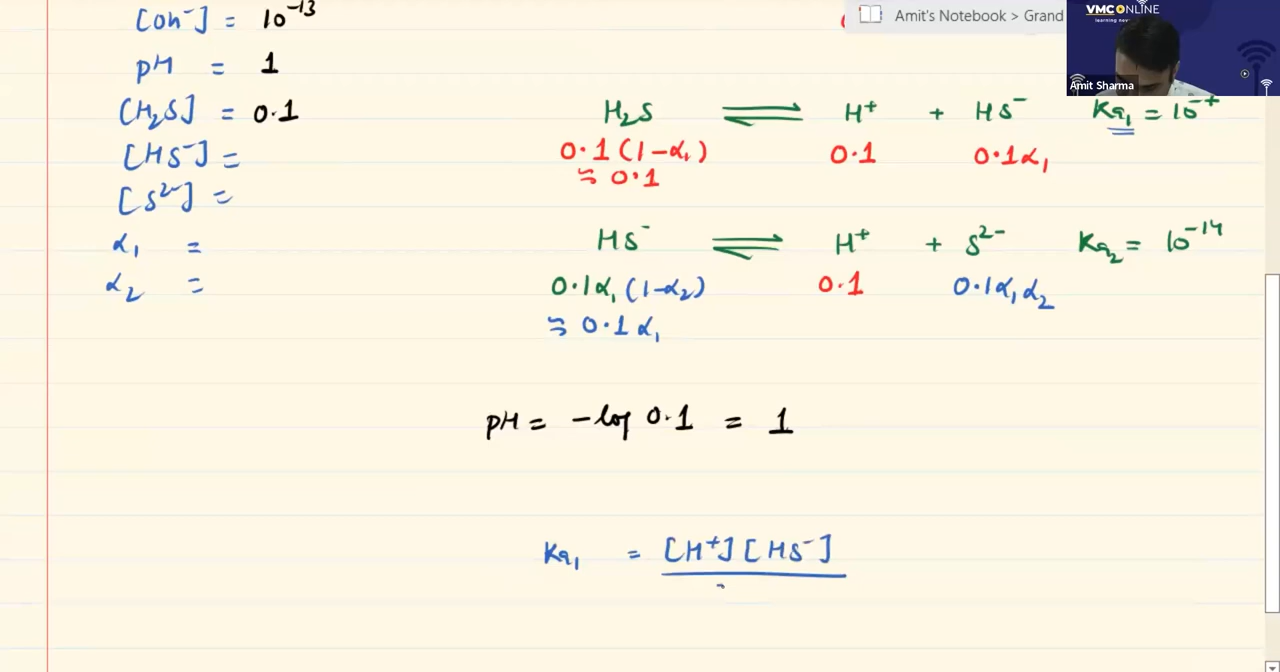 [OH⁻] = 10⁻¹³
Amit's Notebook > Grand
VMC ONLINE
Amit Sharma
pH = 1
[H₂S] = 0.1
H₂S ⇌ H⁺ + HS⁻ Ka₁ = 10
[HS⁻] =
0.1(1-α₁) 0.1 0.1α₁
≈ 0.1
[S²⁻] =
α₁ =
HS⁻ ⇌ H⁺ + S²⁻ Ka₂ = 10⁻¹⁴
α₂ =
0.1α₁(1-α₂) 0.1 0.1α₁α₂
≈ 0.1α₁
pH = -log 0.1 = 1
Ka₁ = [H⁺][HS⁻]